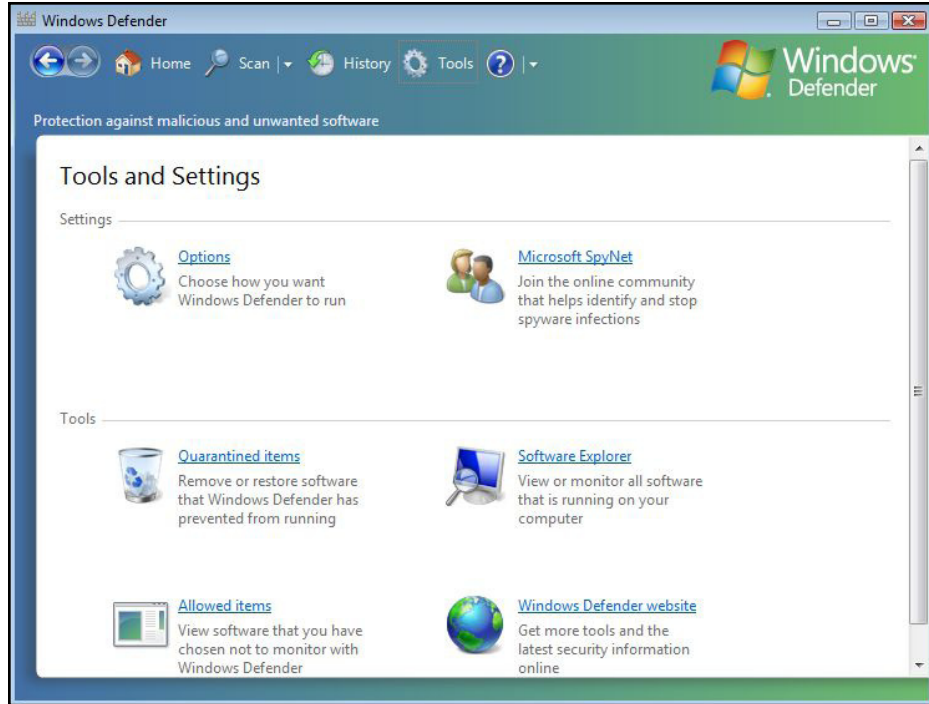 Windows Defender
Home Scan History Tools
Windows
Defender
Protection against malicious and unwanted software
Tools and Settings
Settings
Options
Choose how you want
Windows Defender to run
Microsoft SpyNet
Join the online community
that helps identify and stop
spyware infections
Tools
Quarantined items
Remove or restore software
that Windows Defender has
prevented from running
Software Explorer
View or monitor all software
that is running on your
computer
Allowed items
View software that you have
chosen not to monitor with
Windows Defender
Windows Defender website
Get more tools and the
latest security information
online